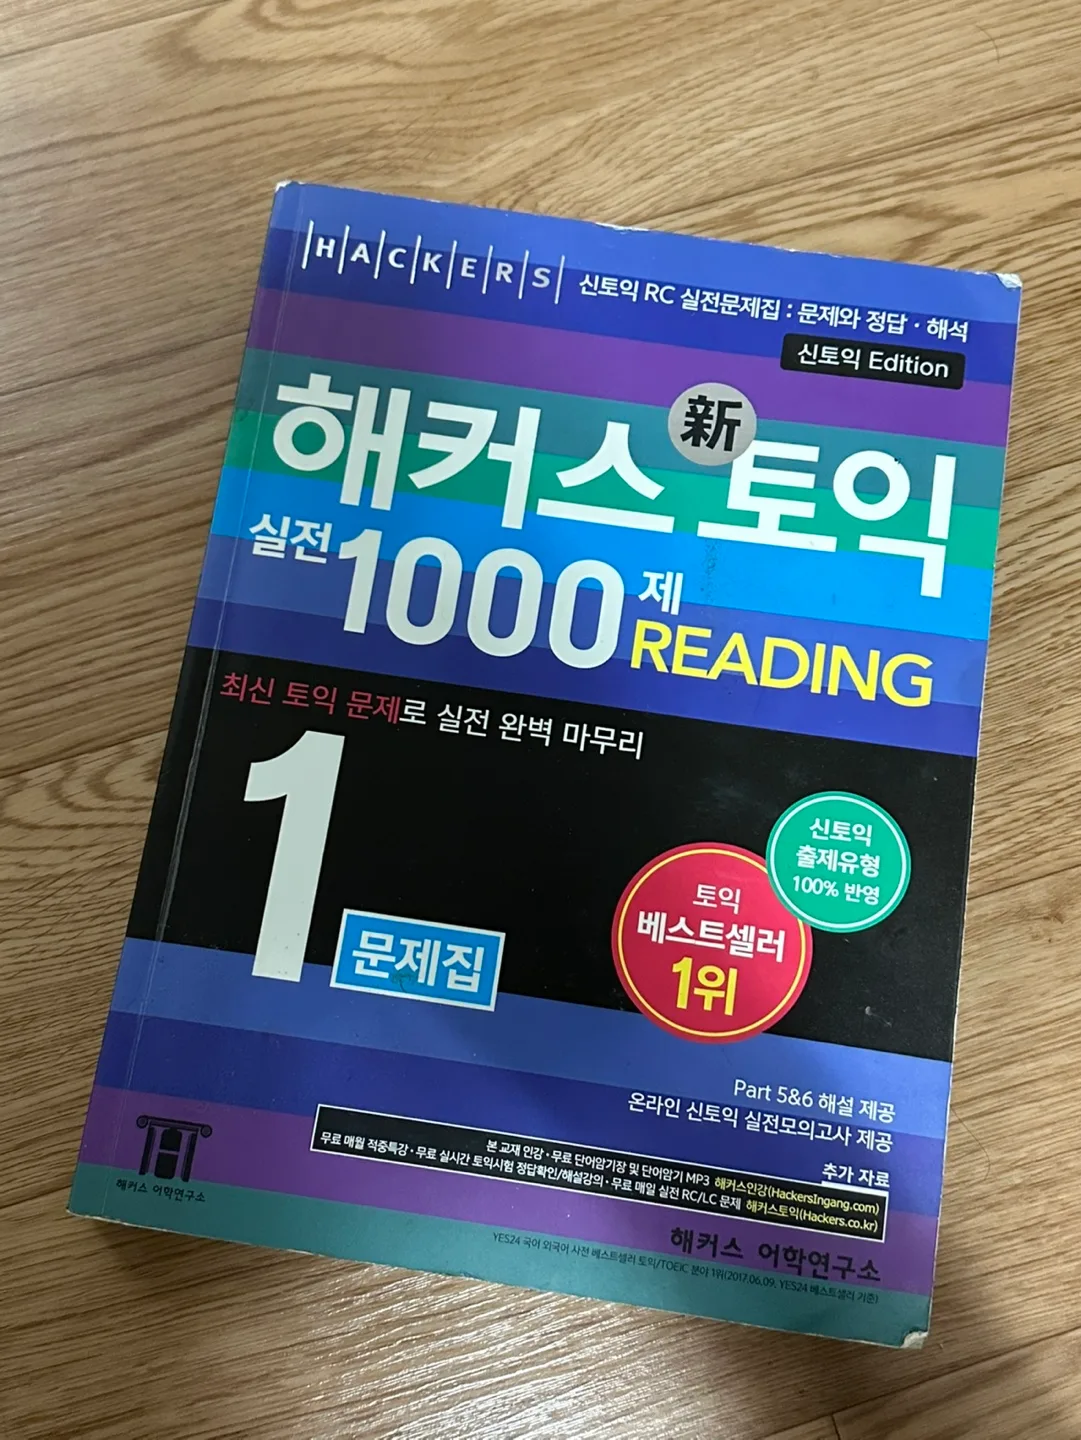 HACKERS 신토익 RC 실전문제집 : 문제와 정답 · 해석
신토익 Edition
해커스 新 토익
실전 1000 제
READING
최신 토익 문제로 실전 완벽 마무리
1 문제집
신토익
출제유형
100% 반영
토익
베스트셀러
1위
Part 5&6 해설 제공
온라인 신토익 실전모의고사 제공
추가 자료
본 교재 인강 · 무료 단어암기장 및 단어암기 MP3 해커스인강(HackersIngang.com)
무료 매월 적중특강 · 무료 실시간 토익시험 정답확인/해설강의 · 무료 매일 실전 RC/LC 문제 해커스토익(Hackers.co.kr)
해커스 어학연구소
해커스 어학연구소
YES24 국어 외국어 사전 베스트셀러 토익/TOEIC 분야 1위(2017.06.09, YES24 베스트셀러 기준)